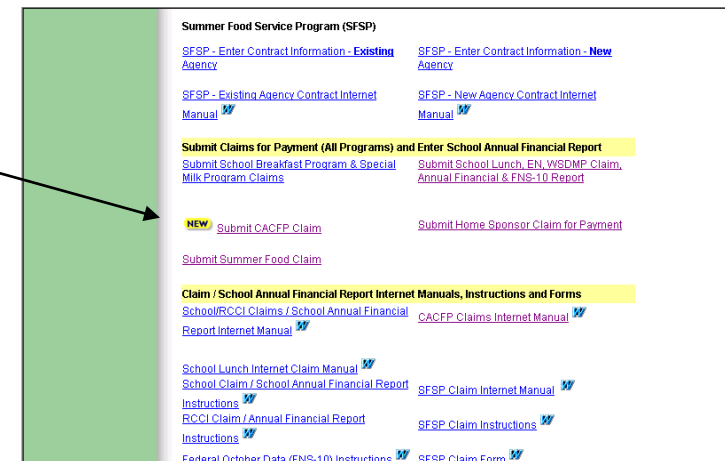 Summer Food Service Program (SFSP)
SFSP - Enter Contract Information - Existing Agency
SFSP - Enter Contract Information - New Agency
SFSP - Existing Agency Contract Internet Manual
SFSP - New Agency Contract Internet Manual
Submit Claims for Payment (All Programs) and Enter School Annual Financial Report
Submit School Breakfast Program & Special Milk Program Claims
Submit School Lunch, EN, WSDMP Claim, Annual Financial & FNS-10 Report
NEW Submit CACFP Claim
Submit Home Sponsor Claim for Payment
Submit Summer Food Claim
Claim / School Annual Financial Report Internet Manuals, Instructions and Forms
School/RCCI Claims / School Annual Financial Report Internet Manual
CACFP Claims Internet Manual
School Lunch Internet Claim Manual
School Claim / School Annual Financial Report Instructions
SFSP Claim Internet Manual
RCCI Claim / Annual Financial Report Instructions
SFSP Claim Instructions
Federal October Data (FNS-10) Instructions
SFSP Claim Form